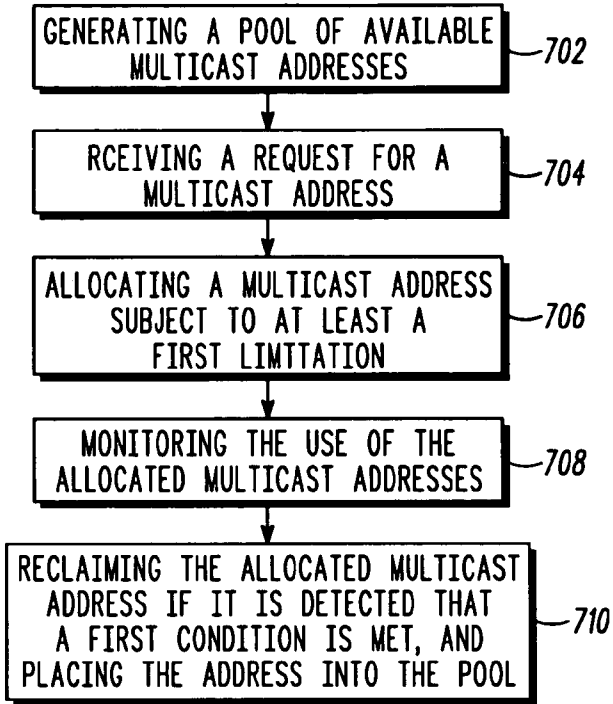 GENERATING A POOL OF AVAILABLE
MULTICAST ADDRESSES
702
RCEIVING A REQUEST FOR A
MULTICAST ADDRESS
704
ALLOCATING A MULTICAST ADDRESS
SUBJECT TO AT LEAST A
FIRST LIMTTATION
706
MONITORING THE USE OF THE
ALLOCATED MULTICAST ADDRESSES
708
RECLAIMING THE ALLOCATED MULTICAST
ADDRESS IF IT IS DETECTED THAT
A FIRST CONDITION IS MET, AND
PLACING THE ADDRESS INTO THE POOL
710